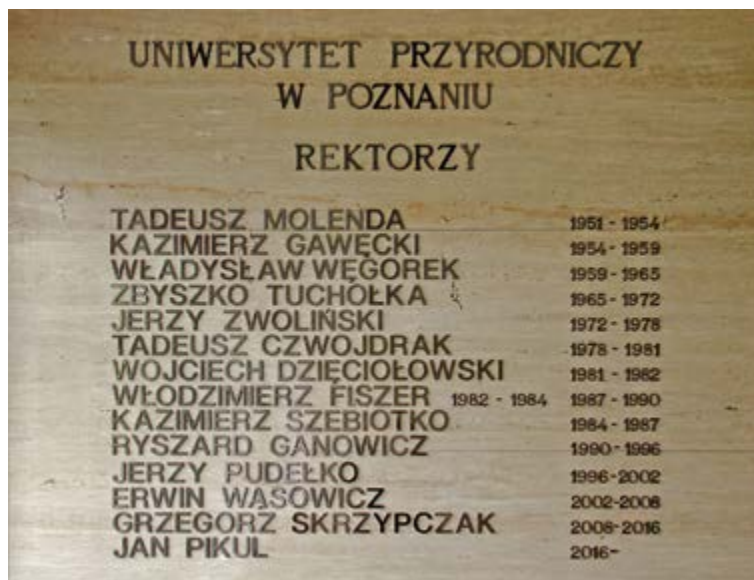 UNIWERSYTET PRZYRODNICZY
W POZNANIU
REKTORZY
TADEUSZ MOLENDA 1951 - 1954
KAZIMIERZ GAWĘCKI 1954 - 1959
WŁADYSŁAW WĘGOREK 1959 - 1965
ZBYSZKO TUCHOŁKA 1965 - 1972
JERZY ZWOLIŃSKI 1972 - 1978
TADEUSZ CZWOJDRAK 1978 - 1981
WOJCIECH DZIĘCIOŁOWSKI 1981 - 1982
WŁODZIMIERZ FISZER 1982 - 1984 1987 - 1990
KAZIMIERZ SZEBIOTKO 1984 - 1987
RYSZARD GANOWICZ 1990 - 1996
JERZY PUDEŁKO 1996-2002
ERWIN WĄSOWICZ 2002-2008
GRZEGORZ SKRZYPCZAK 2008-2016
JAN PIKUL 2016-